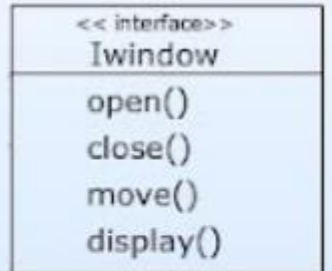 << interface>>
Iwindow
open()
close()
move()
display()